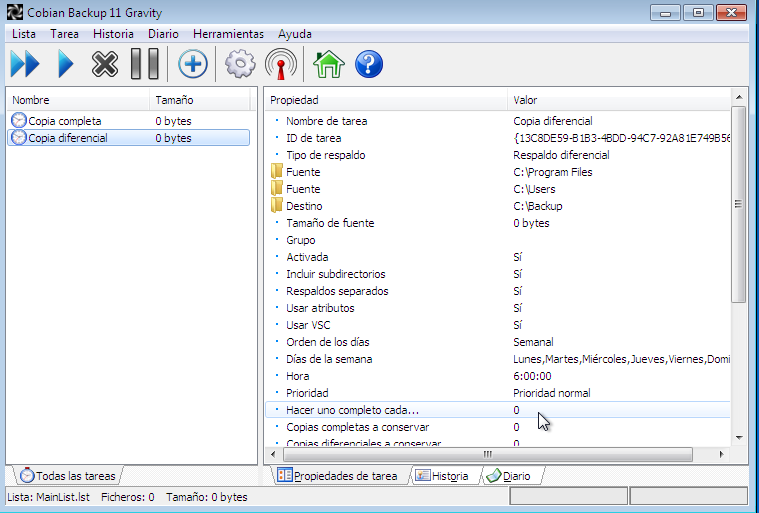 Cobian Backup 11 Gravity
Lista Tarea Historia Diario Herramientas Ayuda
Nombre Tamaño
Copia completa 0 bytes
Copia diferencial 0 bytes
Propiedad Valor
Nombre de tarea Copia diferencial
ID de tarea {13C8DE59-B1B3-4BDD-94C7-92A81E749B56
Tipo de respaldo Respaldo diferencial
Fuente C:\Program Files
Fuente C:\Users
Destino C:\Backup
Tamaño de fuente 0 bytes
Grupo
Activada Sí
Incluir subdirectorios Sí
Respaldos separados Sí
Usar atributos Sí
Usar VSC Sí
Orden de los días Semanal
Días de la semana Lunes,Martes,Miércoles,Jueves,Viernes,Domi
Hora 6:00:00
Prioridad Prioridad normal
Hacer uno completo cada... 0
Copias completas a conservar 0
Copias diferenciales a conservar 0
Todas las tareas
Propiedades de tarea Historia Diario
Lista: MainList.lst Ficheros: 0 Tamaño: 0 bytes